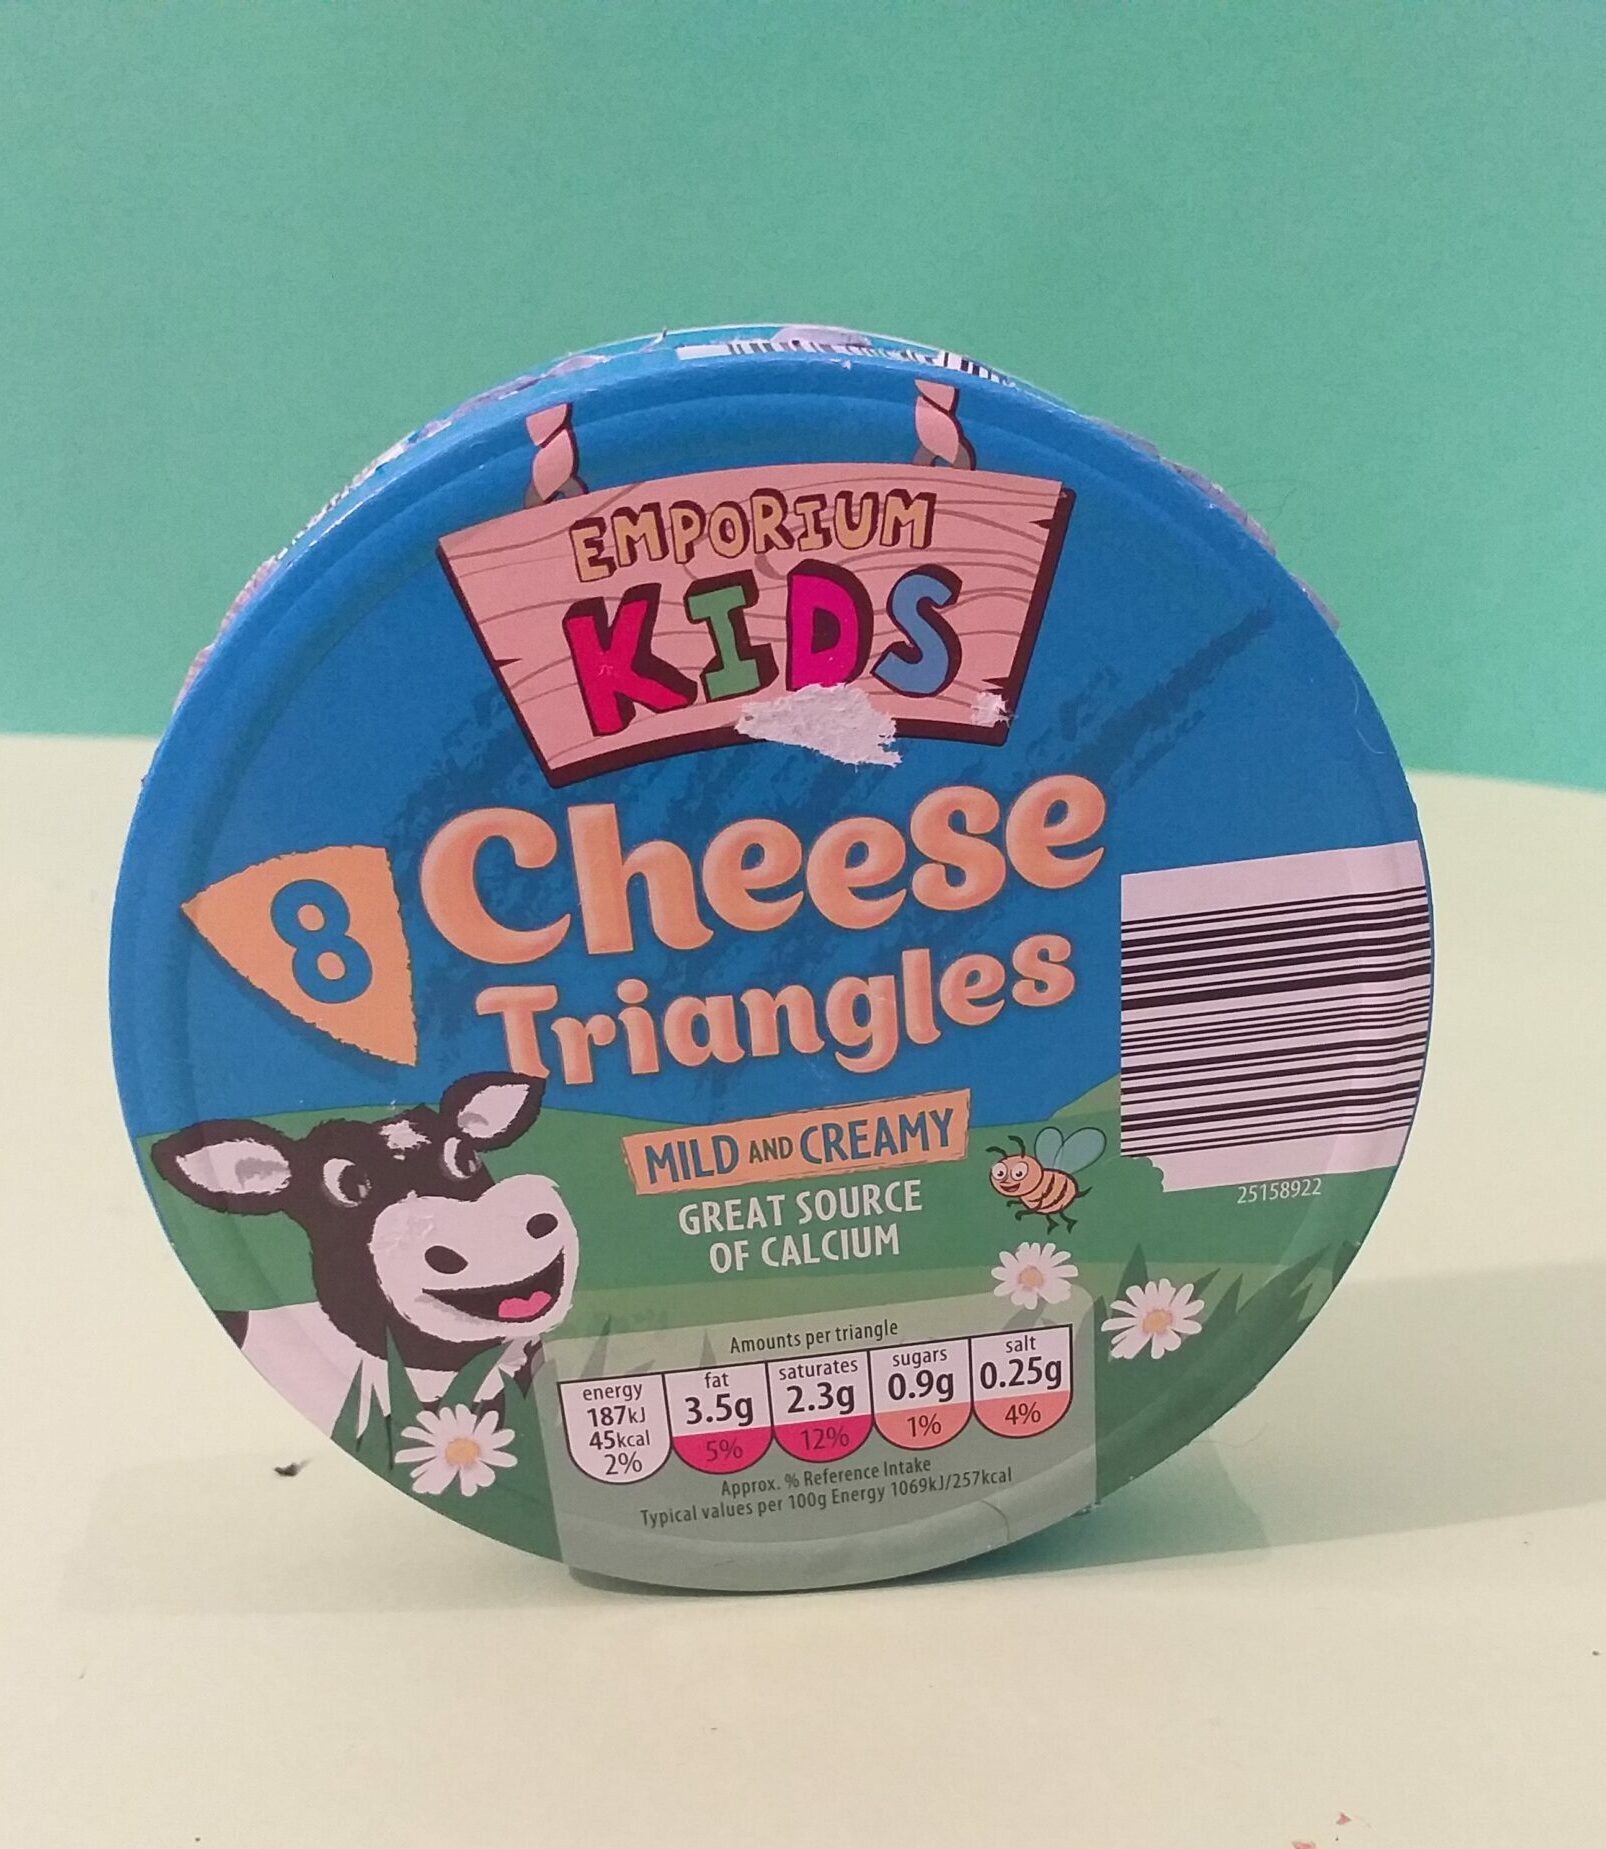 EMPORIUM
KIDS
8
Cheese
Triangles
MILD AND CREAMY
GREAT SOURCE
OF CALCIUM
25158922
Amounts per triangle
energy
187kJ
45kcal
2%
fat
3.5g
5%
saturates
2.3g
12%
sugars
0.9g
1%
salt
0.25g
4%
Approx. % Reference Intake
Typical values per 100g Energy 1069kJ/257kcal